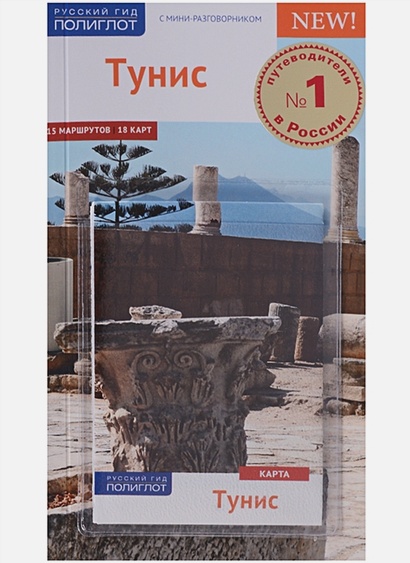 РУССКИЙ ГИД
ПОЛИГЛОТ
С МИНИ-РАЗГОВОРНИКОМ
NEW!
Тунис
путеводители
№1
в России
15 МАРШРУТОВ | 18 КАРТ
КАРТА
РУССКИЙ ГИД
ПОЛИГЛОТ
Тунис